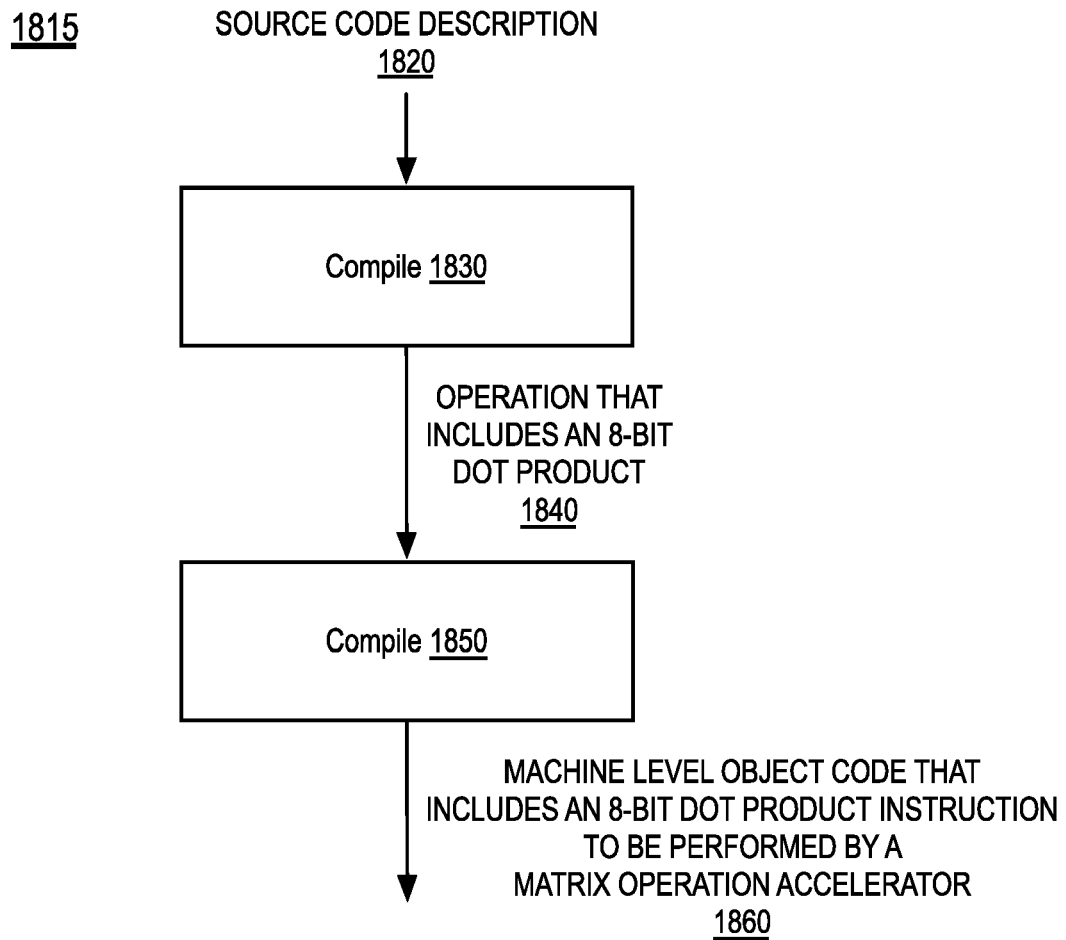 1815
SOURCE CODE DESCRIPTION
1820
Compile 1830
OPERATION THAT
INCLUDES AN 8-BIT
DOT PRODUCT
1840
Compile 1850
MACHINE LEVEL OBJECT CODE THAT
INCLUDES AN 8-BIT DOT PRODUCT INSTRUCTION
TO BE PERFORMED BY A
MATRIX OPERATION ACCELERATOR
1860